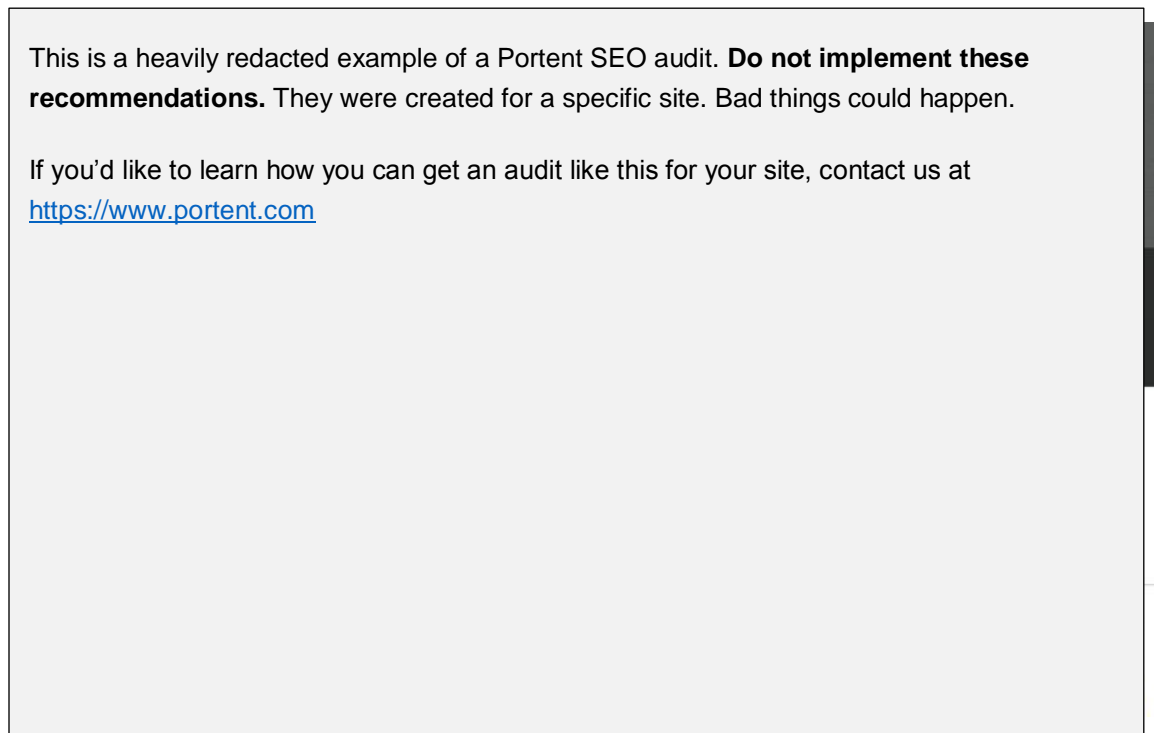 This is a heavily redacted example of a Portent SEO audit. Do not implement these
recommendations. They were created for a specific site. Bad things could happen.
If you’d like to learn how you can get an audit like this for your site, contact us at
https://www.portent.com